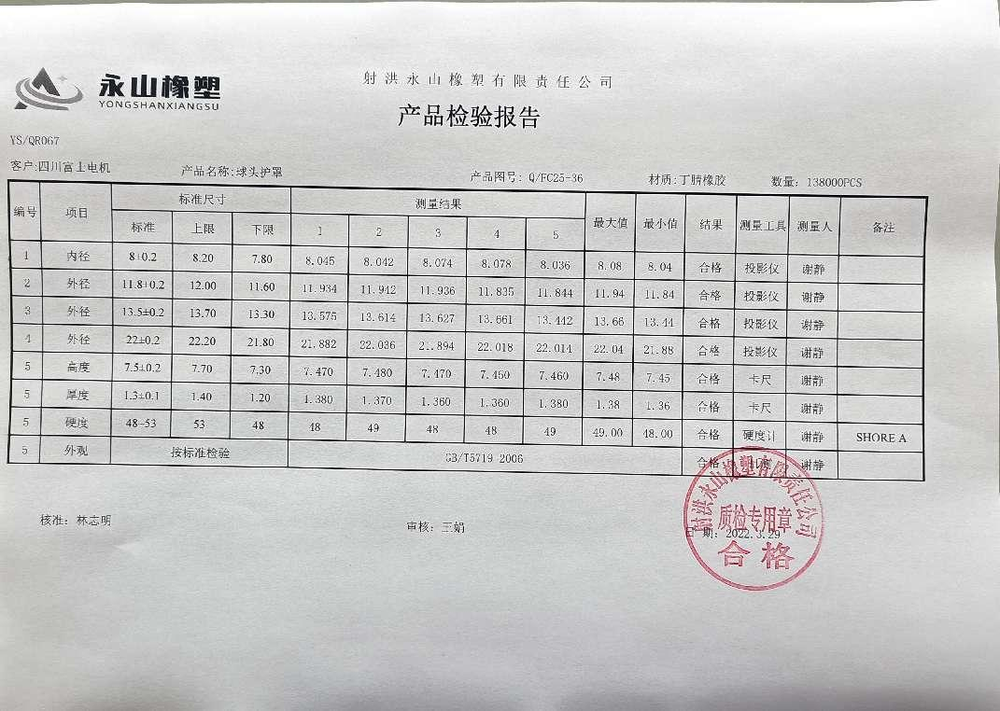 永山橡塑
YONGSHANXIANGSU
射洪永山橡塑有限责任公司
产品检验报告
YS/QR067
客户:四川富士电机 产品名称:球头护罩 产品图号: Q/FC25-36 材质:丁腈橡胶 数量: 138000PCS
编号 项目 标准尺寸 测量结果 最大值 最小值 结果 测量工具 测量人 备注
标准 上限 下限 1 2 3 4 5
1 内径 8±0.2 8.20 7.80 8.045 8.042 8.074 8.078 8.036 8.08 8.04 合格 投影仪 谢静
2 外径 11.8±0.2 12.00 11.60 11.934 11.942 11.936 11.835 11.844 11.94 11.84 合格 投影仪 谢静
3 外径 13.5±0.2 13.70 13.30 13.575 13.614 13.627 13.661 13.442 13.66 13.44 合格 投影仪 谢静
4 外径 22±0.2 22.20 21.80 21.882 22.036 21.894 22.018 22.014 22.04 21.88 合格 投影仪 谢静
5 高度 7.5±0.2 7.70 7.30 7.470 7.480 7.470 7.450 7.460 7.48 7.45 合格 卡尺 谢静
5 厚度 1.3±0.1 1.40 1.20 1.380 1.370 1.360 1.360 1.380 1.38 1.36 合格 卡尺 谢静
5 硬度 48-53 53 48 48 49 48 48 49 49.00 48.00 合格 硬度计 谢静 SHORE A
5 外观 按标准检验 GB/T5719-2006 合格 谢静
核准: 林志明 审核: 王娟 日期: 2022.3.29
射洪永山橡塑有限责任公司
质检专用章
合格